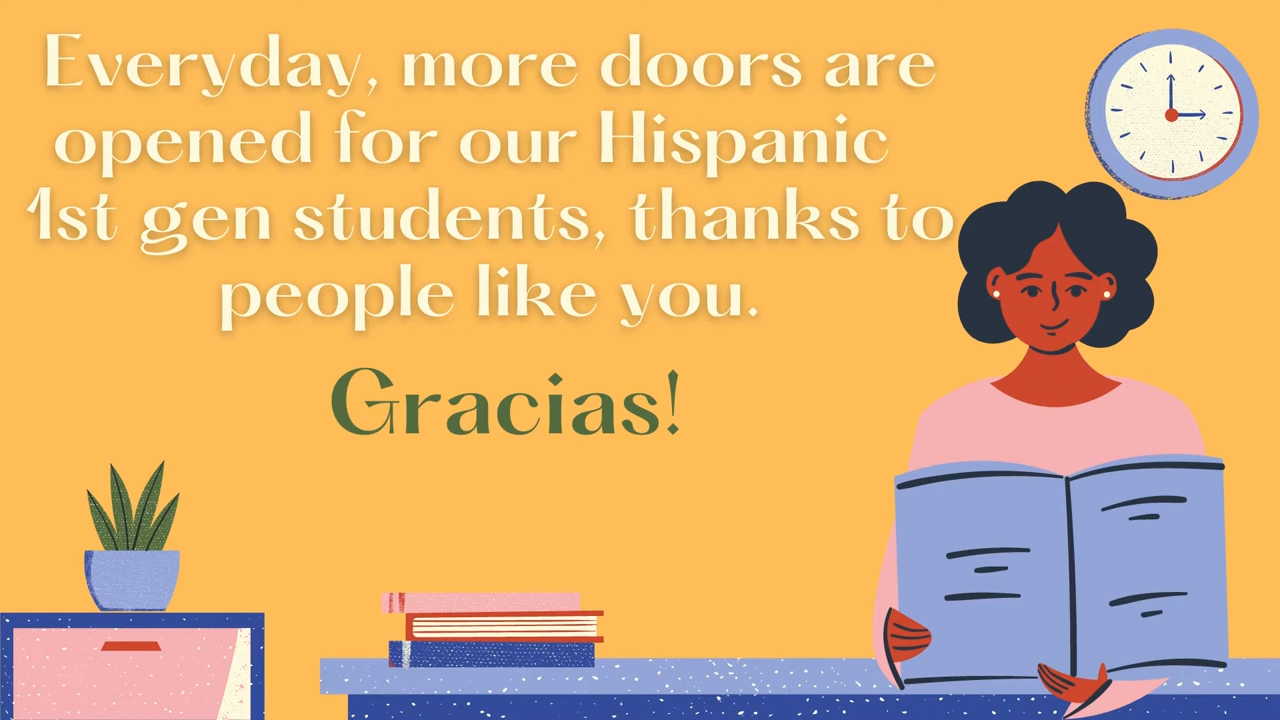 Everyday, more doors are
opened for our Hispanic
1st gen students, thanks to
people like you.
Gracias!